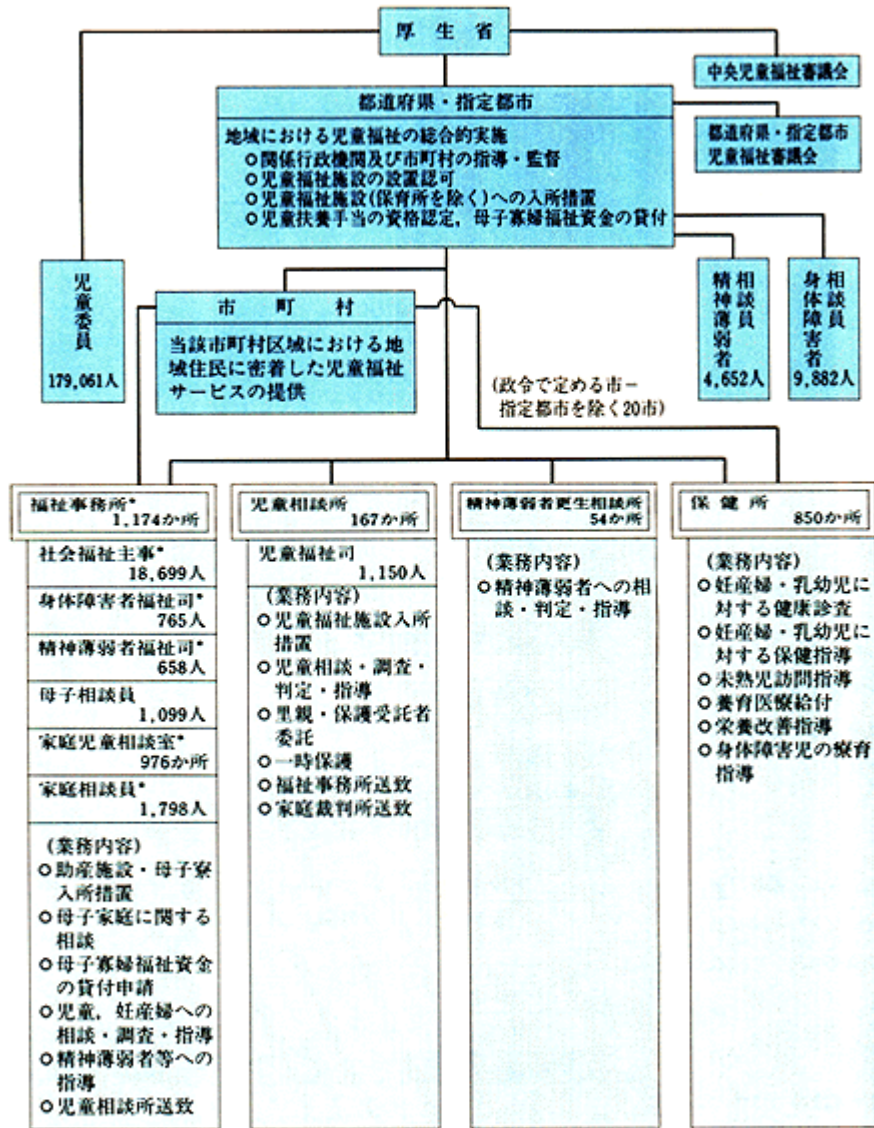 厚生省
中央児童福祉審議会
都道府県・指定都市
地域における児童福祉の総合的実施
○関係行政機関及び市町村の指導・監督
○児童福祉施設の設置認可
○児童福祉施設(保育所を除く)への入所措置
○児童扶養手当の資格認定，母子寡婦福祉資金の貸付
都道府県・指定都市
児童福祉審議会
児童委員
179,061人
市町村
当該市町村区域における地
域住民に密着した児童福祉
サービスの提供
精神薄弱者
相談員
4,652人
身体障害者
相談員
9,882人
(政令で定める市－
指定都市を除く20市)
福祉事務所*
1,174か所
社会福祉主事*
18,699人
身体障害者福祉司*
765人
精神薄弱者福祉司*
658人
母子相談員
1,099人
家庭児童相談室*
976か所
家庭相談員*
1,798人
(業務内容)
○助産施設・母子寮
入所措置
○母子家庭に関する
相談
○母子寡婦福祉資金
の貸付申請
○児童，妊産婦への
相談・調査・指導
○精神薄弱者等への
指導
○児童相談所送致
児童相談所
167か所
児童福祉司
1,150人
(業務内容)
○児童福祉施設入所
措置
○児童相談・調査・
判定・指導
○里親・保護受託者
委託
○一時保護
○福祉事務所送致
○家庭裁判所送致
精神薄弱者更生相談所
54か所
(業務内容)
○精神薄弱者への相
談・判定・指導
保健所
850か所
(業務内容)
○妊産婦・乳幼児に
対する健康診査
○妊産婦・乳幼児に
対する保健指導
○未熟児訪問指導
○養育医療給付
○栄養改善指導
○身体障害児の療育
指導